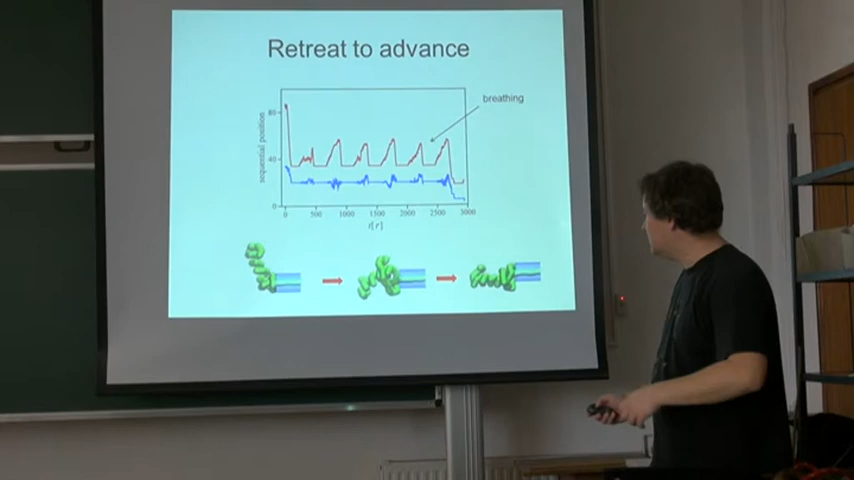 Retreat to advance
breathing
sequential position
80
40
0
0 500 1000 1500 2000 2500 3000